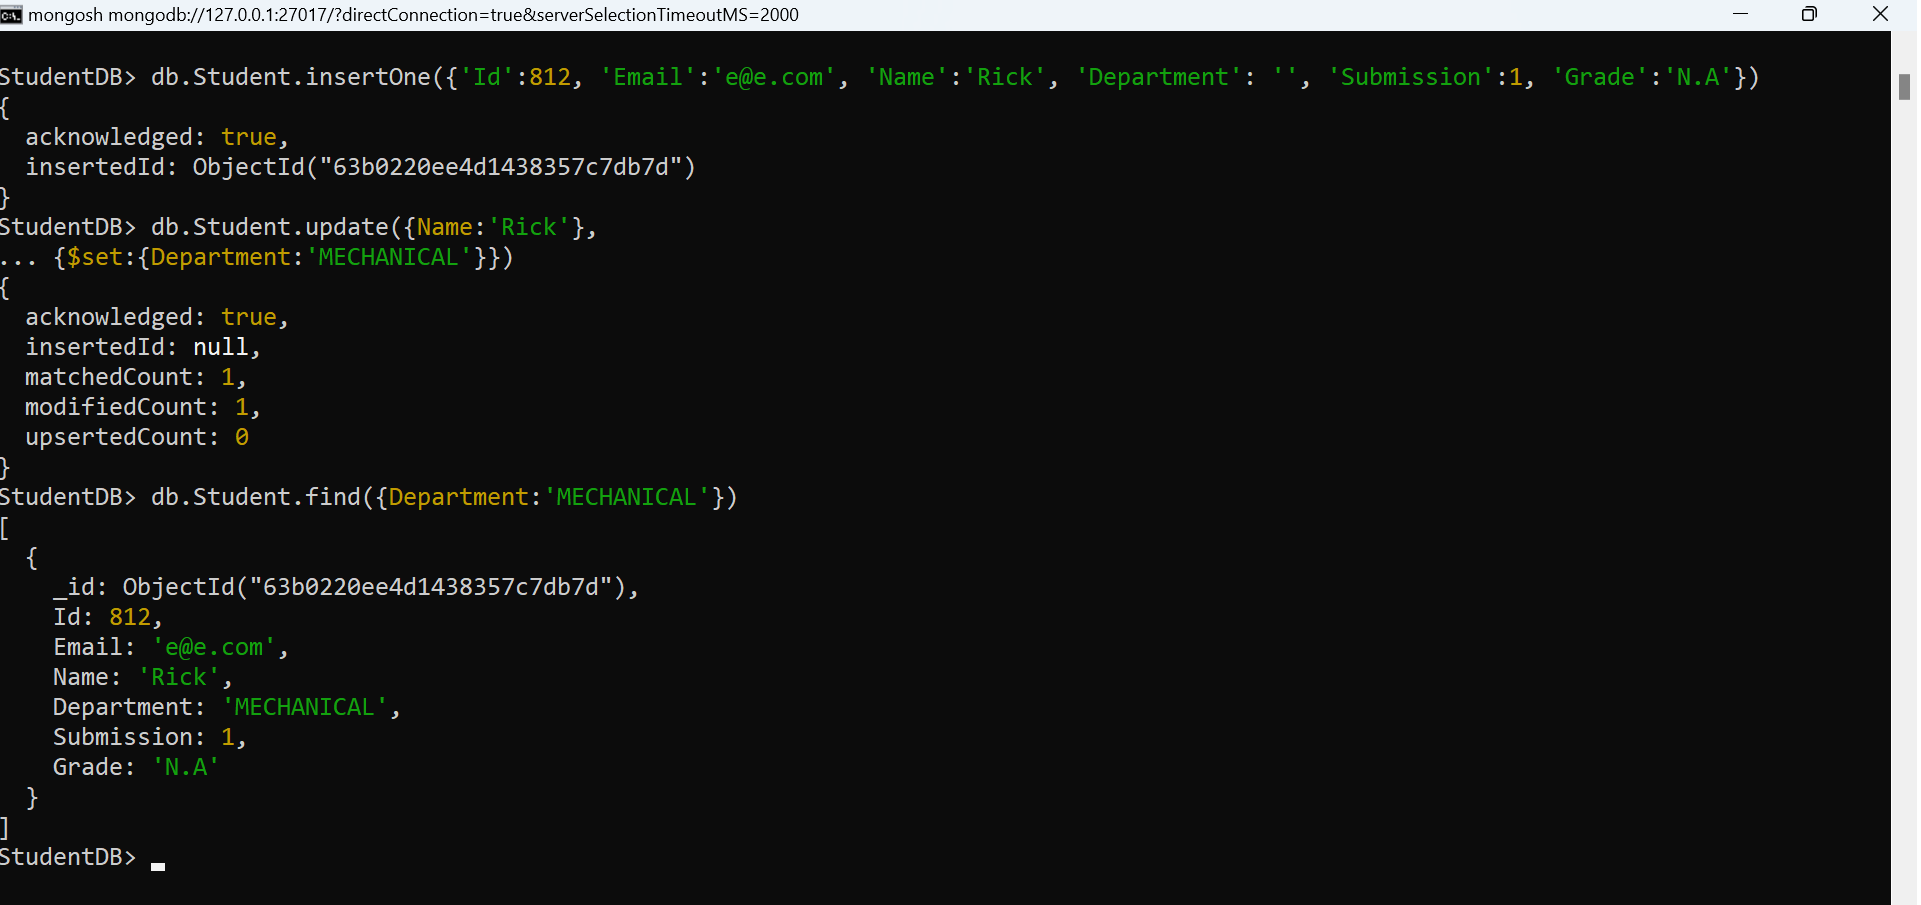 mongosh mongodb://127.0.0.1:27017/?directConnection=true&serverSelectionTimeoutMS=2000
StudentDB> db.Student.insertOne({'Id':812, 'Email':'e@e.com', 'Name':'Rick', 'Department': '', 'Submission':1, 'Grade':'N.A'})
{
  acknowledged: true,
  insertedId: ObjectId("63b0220ee4d1438357c7db7d")
}
StudentDB> db.Student.update({Name:'Rick'},
... {$set:{Department:'MECHANICAL'}})
{
  acknowledged: true,
  insertedId: null,
  matchedCount: 1,
  modifiedCount: 1,
  upsertedCount: 0
}
StudentDB> db.Student.find({Department:'MECHANICAL'})
[
  {
    _id: ObjectId("63b0220ee4d1438357c7db7d"),
    Id: 812,
    Email: 'e@e.com',
    Name: 'Rick',
    Department: 'MECHANICAL',
    Submission: 1,
    Grade: 'N.A'
  }
]
StudentDB>